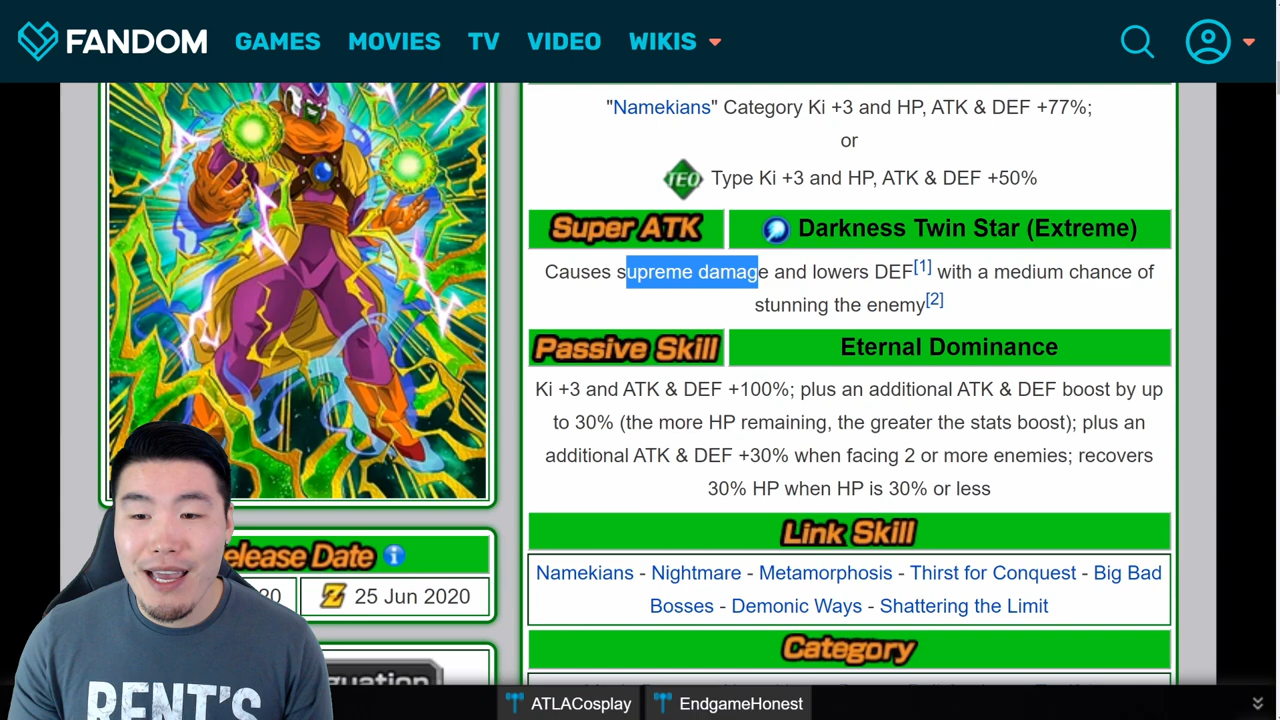 FANDOM GAMES MOVIES TV VIDEO WIKIS
"Namekians" Category Ki +3 and HP, ATK & DEF +77%;
or
TEQ Type Ki +3 and HP, ATK & DEF +50%
Super ATK Darkness Twin Star (Extreme)
Causes supreme damage and lowers DEF[1] with a medium chance of
stunning the enemy[2]
Passive Skill Eternal Dominance
Ki +3 and ATK & DEF +100%; plus an additional ATK & DEF boost by up
to 30% (the more HP remaining, the greater the stats boost); plus an
additional ATK & DEF +30% when facing 2 or more enemies; recovers
30% HP when HP is 30% or less
Link Skill
Namekians - Nightmare - Metamorphosis - Thirst for Conquest - Big Bad
Bosses - Demonic Ways - Shattering the Limit
Category
elease Date
20 Z 25 Jun 2020
RENT'S
ATLACosplay EndgameHonest